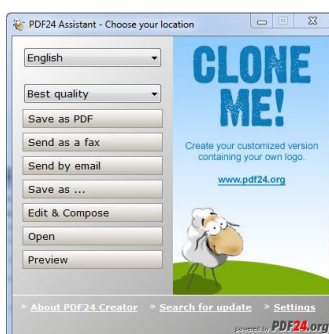 PDF24 Assistant - Choose your location
English
Best quality
Save as PDF
Send as a fax
Send by email
Save as ...
Edit & Compose
Open
Preview
CLONE
ME!
Create your customized version
containing your own logo.
www.pdf24.org
» About PDF24 Creator » Search for update » Settings
powered by PDF24.org